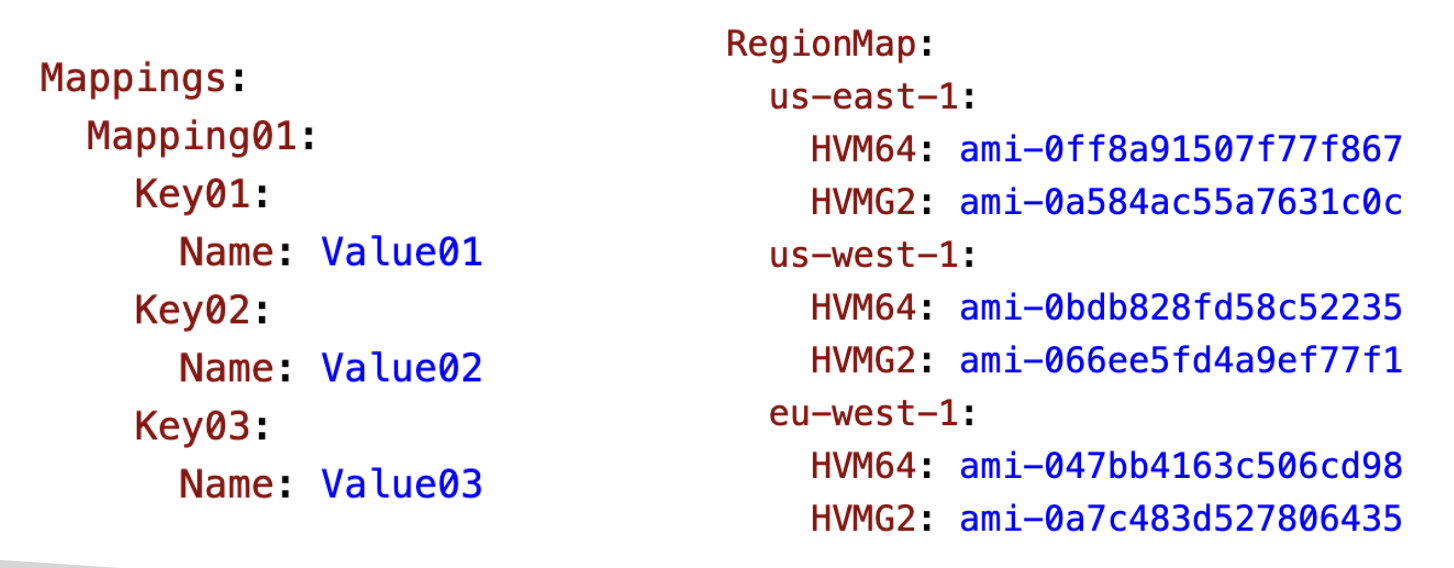 Mappings:
Mapping01:
Key01:
Name: Value01
Key02:
Name: Value02
Key03:
Name: Value03
RegionMap:
us-east-1:
HVM64: ami-0ff8a91507f77f867
HVMG2: ami-0a584ac55a7631c0c
us-west-1:
HVM64: ami-0bdb828fd58c52235
HVMG2: ami-066ee5fd4a9ef77f1
eu-west-1:
HVM64: ami-047bb4163c506cd98
HVMG2: ami-0a7c483d527806435